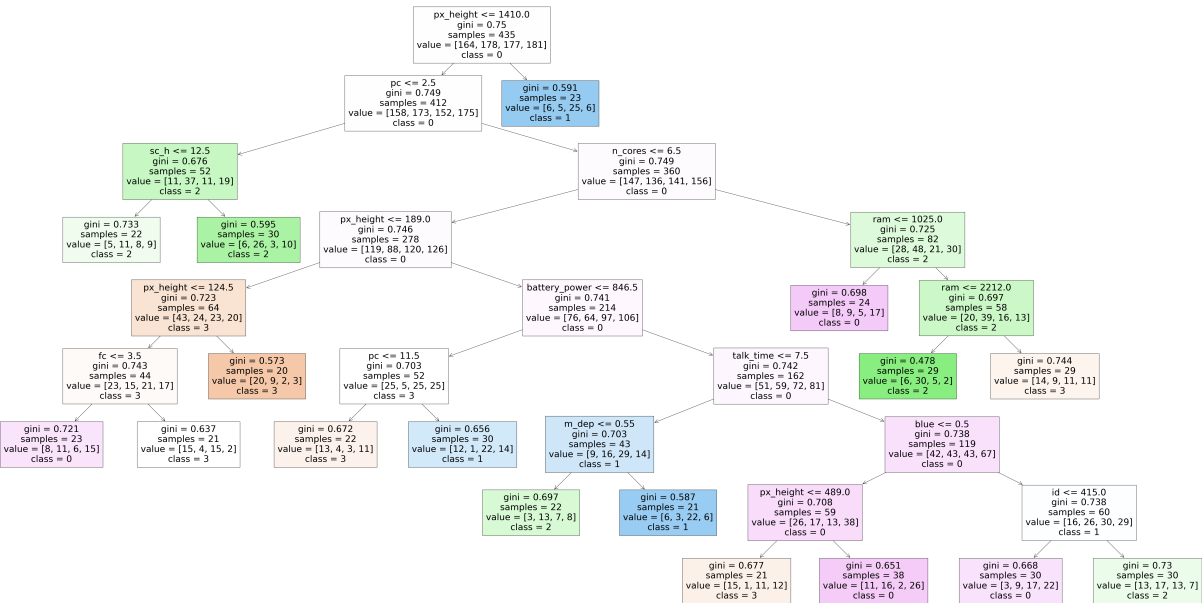 px_height <= 1410.0
gini = 0.75
samples = 435
value = [164, 178, 177, 181]
class = 0
pc <= 2.5
gini = 0.749
samples = 412
value = [158, 173, 152, 175]
class = 0
gini = 0.591
samples = 23
value = [6, 5, 25, 6]
class = 1
sc_h <= 12.5
gini = 0.676
samples = 52
value = [11, 37, 11, 19]
class = 2
n_cores <= 6.5
gini = 0.749
samples = 360
value = [147, 136, 141, 156]
class = 0
gini = 0.733
samples = 22
value = [5, 11, 8, 9]
class = 2
gini = 0.595
samples = 30
value = [6, 26, 3, 10]
class = 2
px_height <= 189.0
gini = 0.746
samples = 278
value = [119, 88, 120, 126]
class = 0
ram <= 1025.0
gini = 0.725
samples = 82
value = [28, 48, 21, 30]
class = 2
px_height <= 124.5
gini = 0.723
samples = 64
value = [43, 24, 23, 20]
class = 3
battery_power <= 846.5
gini = 0.741
samples = 214
value = [76, 64, 97, 106]
class = 0
gini = 0.698
samples = 24
value = [8, 9, 5, 17]
class = 0
ram <= 2212.0
gini = 0.697
samples = 58
value = [20, 39, 16, 13]
class = 2
fc <= 3.5
gini = 0.743
samples = 44
value = [23, 15, 21, 17]
class = 3
gini = 0.573
samples = 20
value = [20, 9, 2, 3]
class = 3
pc <= 11.5
gini = 0.703
samples = 52
value = [25, 5, 25, 25]
class = 3
talk_time <= 7.5
gini = 0.742
samples = 162
value = [51, 59, 72, 81]
class = 0
gini = 0.478
samples = 29
value = [6, 30, 5, 2]
class = 2
gini = 0.744
samples = 29
value = [14, 9, 11, 11]
class = 3
gini = 0.721
samples = 23
value = [8, 11, 6, 15]
class = 0
gini = 0.637
samples = 21
value = [15, 4, 15, 2]
class = 3
gini = 0.672
samples = 22
value = [13, 4, 3, 11]
class = 3
gini = 0.656
samples = 30
value = [12, 1, 22, 14]
class = 1
m_dep <= 0.55
gini = 0.703
samples = 43
value = [9, 16, 29, 14]
class = 1
blue <= 0.5
gini = 0.738
samples = 119
value = [42, 43, 43, 67]
class = 0
gini = 0.697
samples = 22
value = [3, 13, 7, 8]
class = 2
gini = 0.587
samples = 21
value = [6, 3, 22, 6]
class = 1
px_height <= 489.0
gini = 0.708
samples = 59
value = [26, 17, 13, 38]
class = 0
id <= 415.0
gini = 0.738
samples = 60
value = [16, 26, 30, 29]
class = 1
gini = 0.677
samples = 21
value = [15, 1, 11, 12]
class = 3
gini = 0.651
samples = 38
value = [11, 16, 2, 26]
class = 0
gini = 0.668
samples = 30
value = [3, 9, 17, 22]
class = 0
gini = 0.73
samples = 30
value = [13, 17, 13, 7]
class = 2